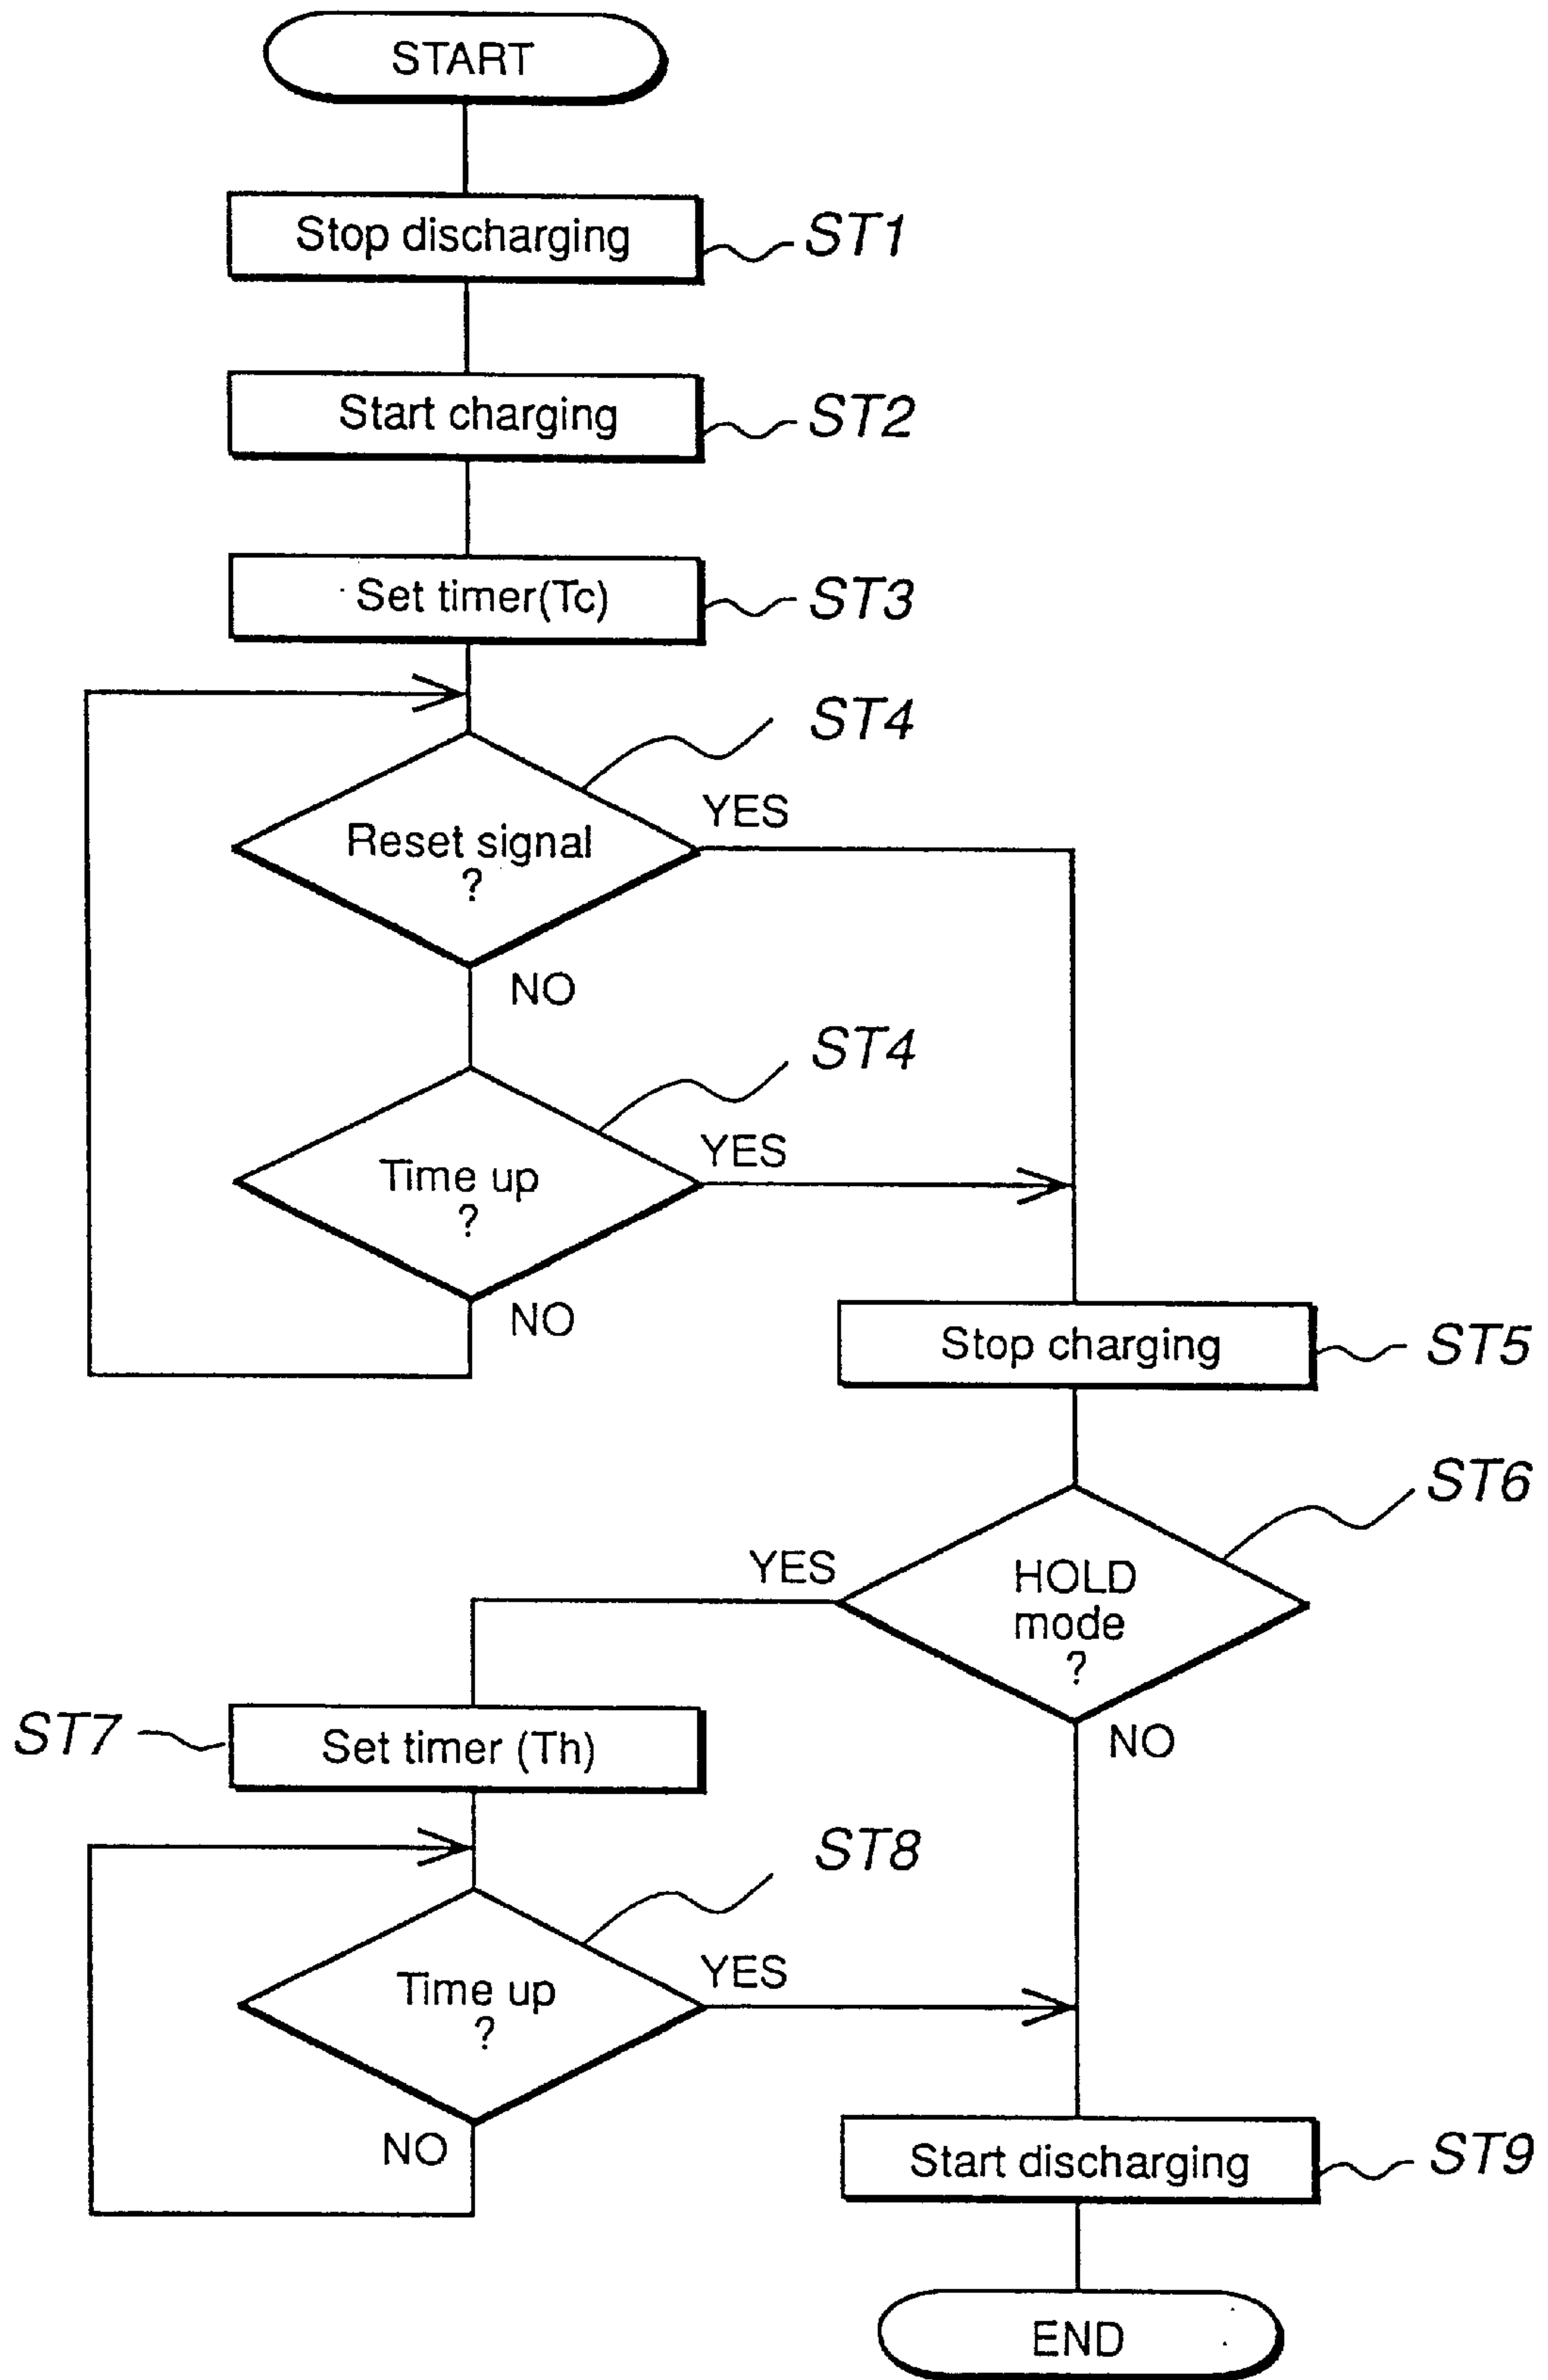 START
Stop discharging
ST1
Start charging
ST2
Set timer(Tc)
ST3
ST4
Reset signal
?
YES
NO
ST4
Time up
?
YES
NO
Stop charging
ST5
ST6
HOLD
mode
?
YES
NO
ST7
Set timer (Th)
ST8
Time up
?
YES
NO
Start discharging
ST9
END